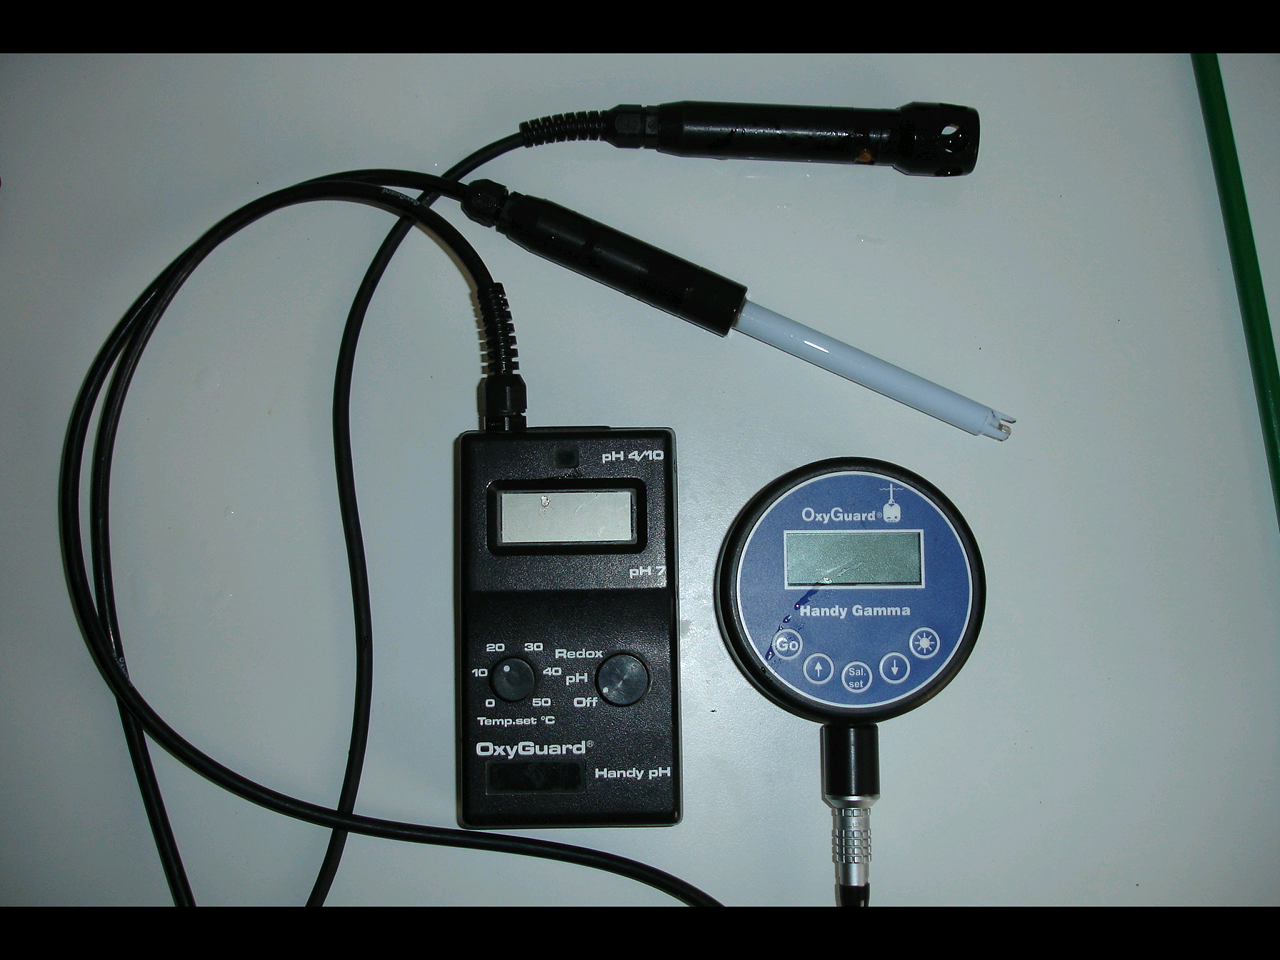 pH 4/10
pH 7
20 30
10 40
0 50
Temp.set °C
Redox
pH
Off
OxyGuard®
Handy pH
OxyGuard®
Handy Gamma
Go
Sal.
set